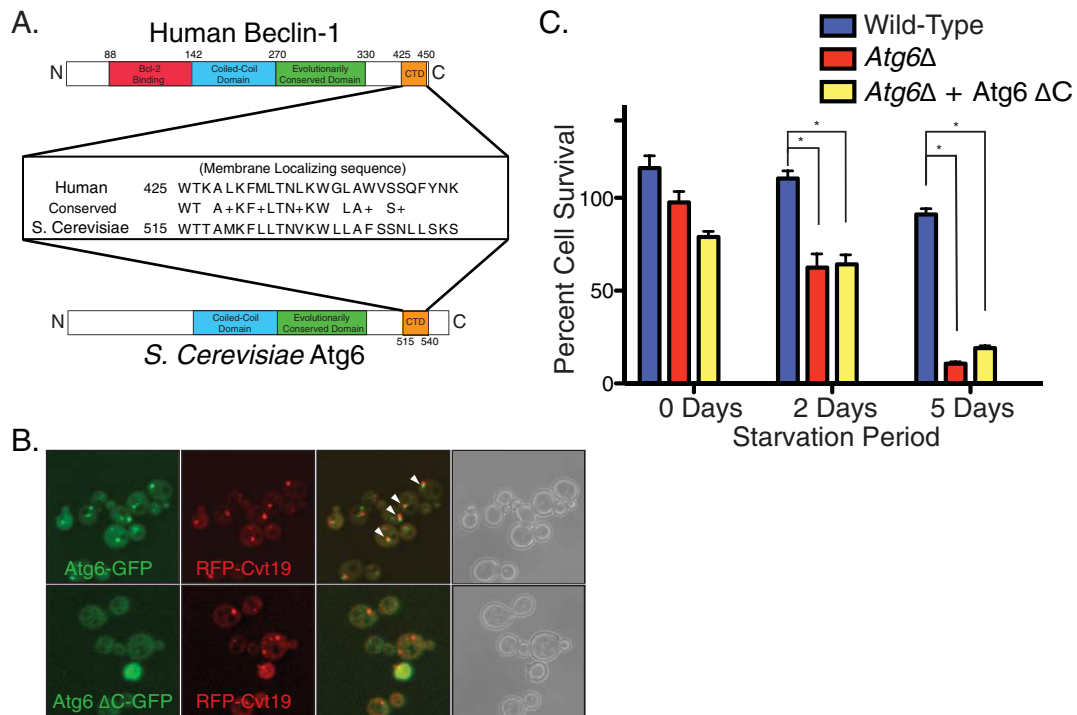 A.
Human Beclin-1
88 142 270 330 425 450
N Bcl-2 Binding Coiled-Coil Domain Evolutionarily Conserved Domain CTD C
(Membrane Localizing sequence)
Human 425 WTKALKFMLTNLKWGLAWVSSQFYNK
Conserved WT A+KF+LTN+KW LA+ S+
S. Cerevisiae 515 WTTAMKFLLTNVKWLLAFSSNLLSKS
N Coiled-Coil Domain Evolutionarily Conserved Domain CTD C
515 540
S. Cerevisiae Atg6
B.
Atg6-GFP RFP-Cvt19
Atg6 ΔC-GFP RFP-Cvt19
C.
Wild-Type
Atg6Δ
Atg6Δ + Atg6 ΔC
Percent Cell Survival
100
50
0
* *
* *
0 Days 2 Days 5 Days
Starvation Period